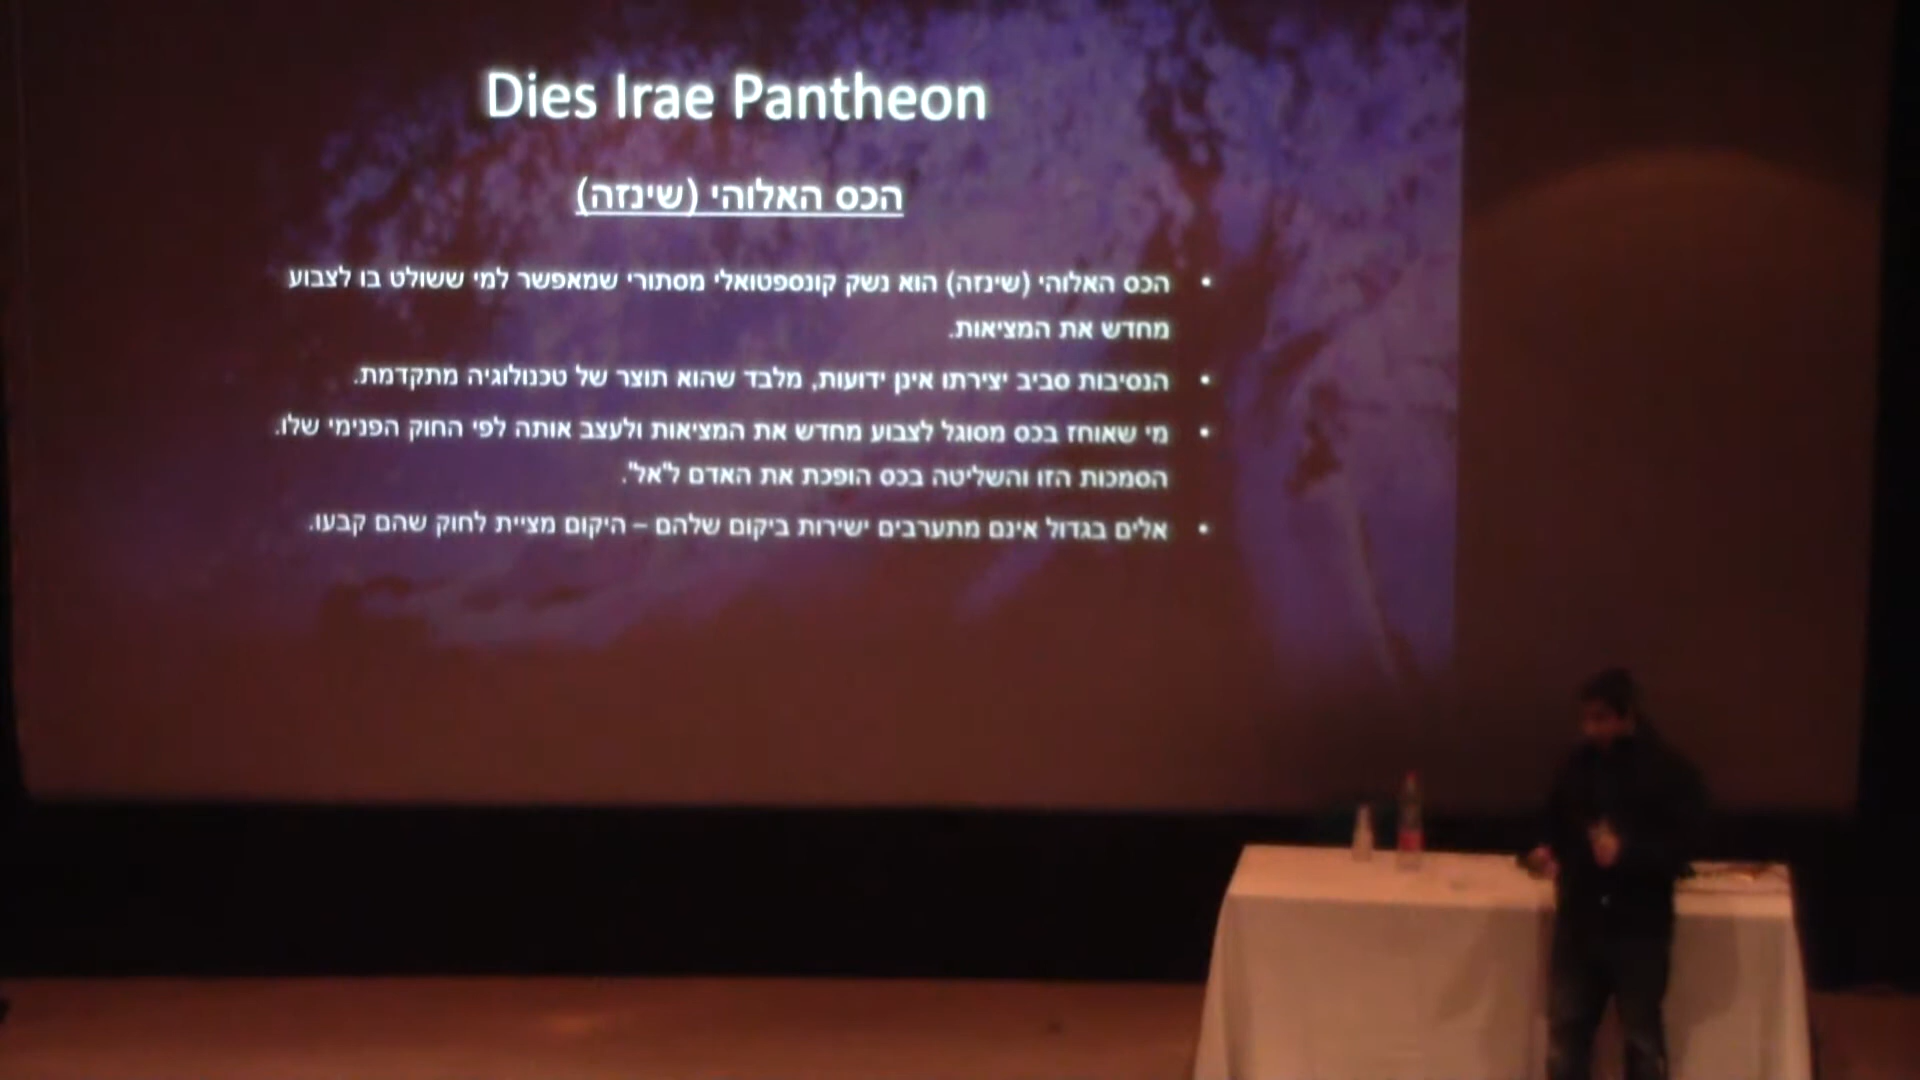 Dies Irae Pantheon
הכס האלוהי (שינזה)
• הכס האלוהי (שינזה) הוא נשק קונספטואלי מסתורי שמאפשר למי ששולט בו לצבוע
מחדש את המציאות.
• הנסיבות סביב יצירתו אינן ידועות, מלבד שהוא תוצר של טכנולוגיה מתקדמת.
• מי שאוחז בכס מסוגל לצבוע מחדש את המציאות ולעצב אותה לפי החוק הפנימי שלו.
הסמכות הזו והשליטה בכס הופכת את האדם ל"אל".
• אלים בגדול אינם מתערבים ישירות ביקום שלהם – היקום מציית לחוק שהם קבעו.